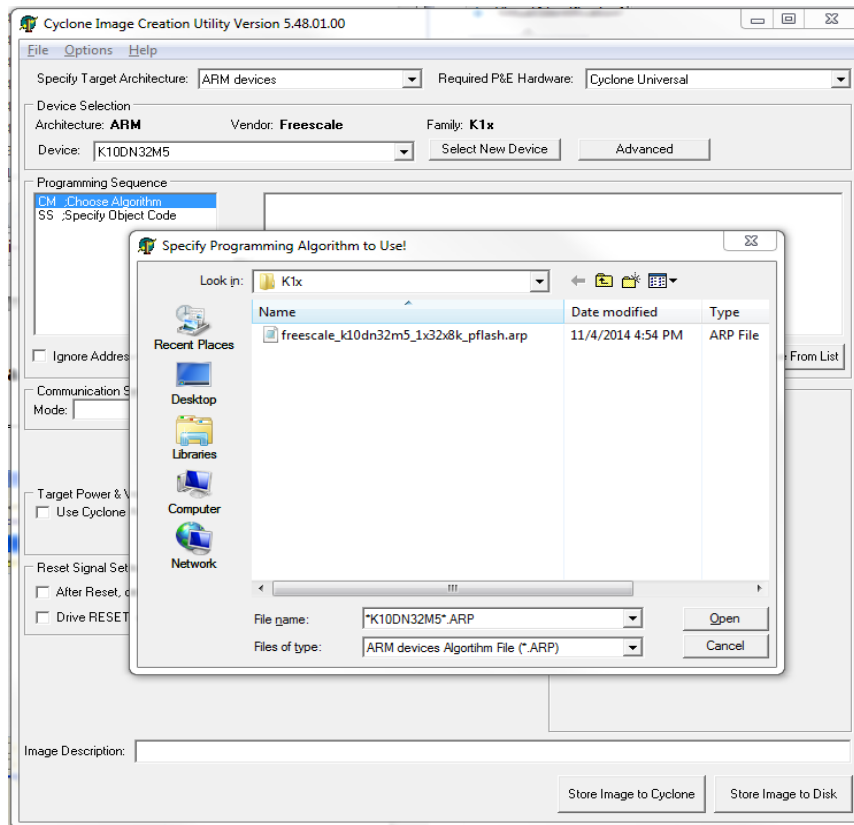 Cyclone Image Creation Utility Version 5.48.01.00
File Options Help
Specify Target Architecture: ARM devices Required P&E Hardware: Cyclone Universal
Device Selection
Architecture: ARM Vendor: Freescale Family: K1x
Device: K10DN32M5 Select New Device Advanced
Programming Sequence
CM ;Choose Algorithm
SS ;Specify Object Code
Specify Programming Algorithm to Use!
Look in: K1x
Name Date modified Type
freescale_k10dn32m5_1x32x8k_pflash.arp 11/4/2014 4:54 PM ARP File
Recent Places
Desktop
Libraries
Computer
Network
File name: *K10DN32M5*.ARP Open
Files of type: ARM devices Algortihm File (*.ARP) Cancel
Ignore From List
Communication
Mode:
Target Power &
Use Cyclone
Reset Signal
After Reset,
Drive RESET
Image Description:
Store Image to Cyclone Store Image to Disk